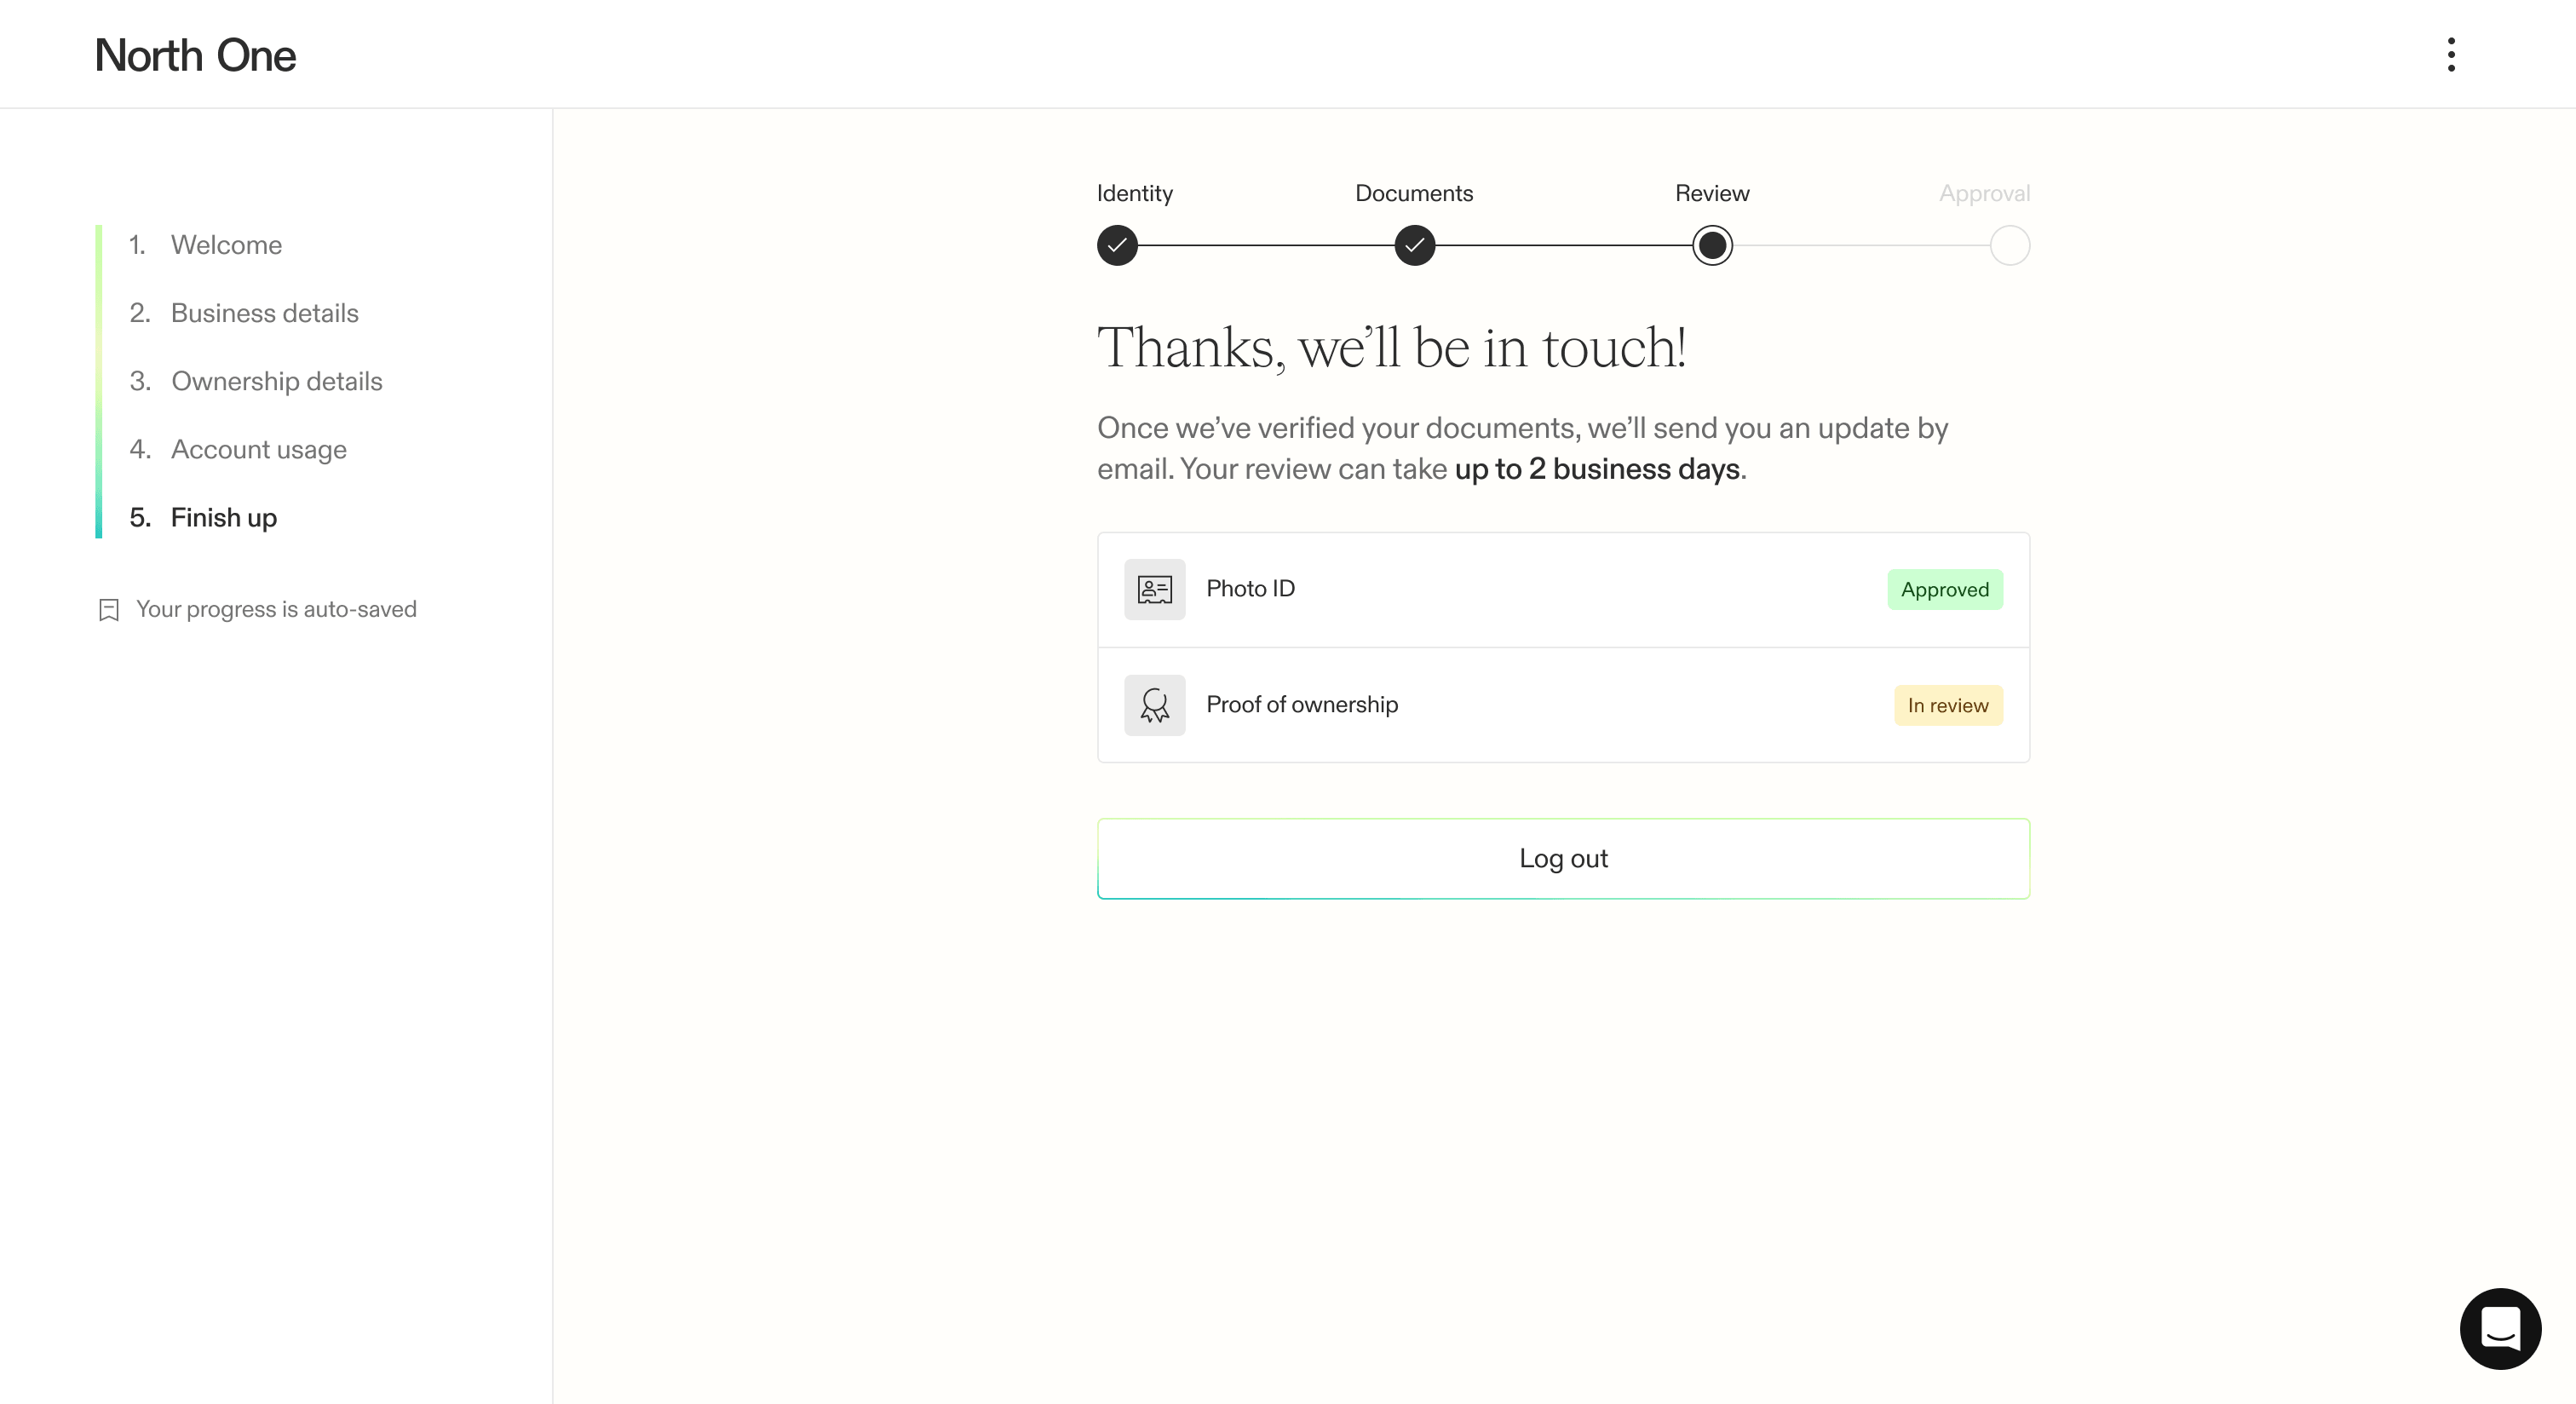 North One
1. Welcome
2. Business details
3. Ownership details
4. Account usage
5. Finish up
Your progress is auto-saved
Identity
Documents
Review
Approval
Thanks, we’ll be in touch!
Once we’ve verified your documents, we’ll send you an update by
email. Your review can take up to 2 business days.
Photo ID
Approved
Proof of ownership
In review
Log out